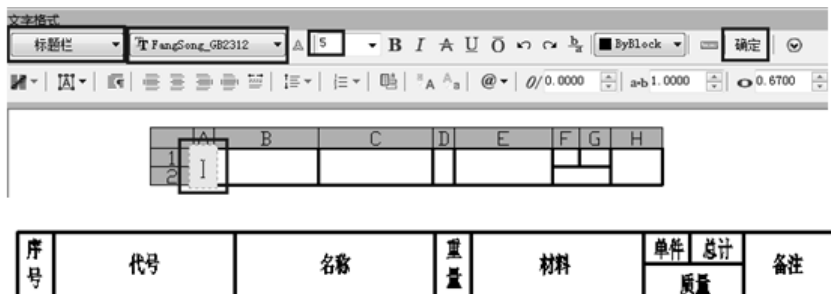 文字格式
标题栏 FangSong_GB2312 5 B I A U Ō b/a ByBlock 确定
@ 0/ 0.0000 a•b 1.0000 0.6700
A B C D E F G H
1
2
序号 代号 名称 重量 材料 单件 总计 备注
质量